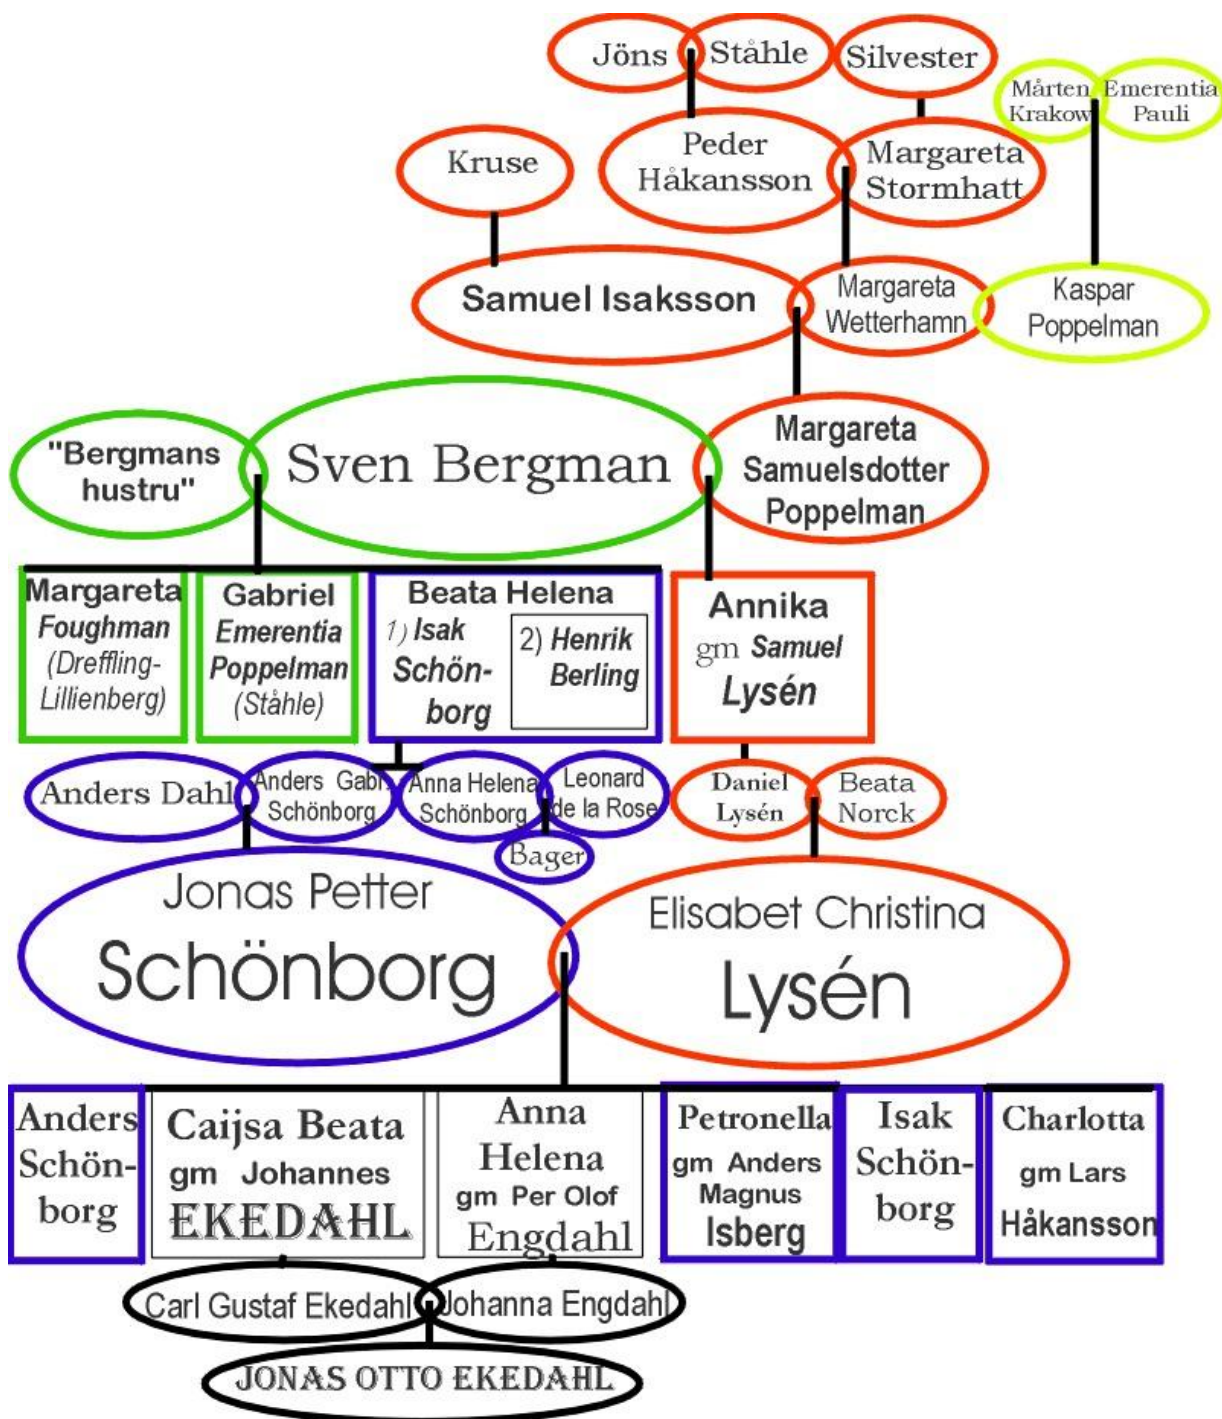 Jöns
Ståhle
Silvester
Mårten
Krakow
Emerentia
Pauli
Kruse
Peder
Håkansson
Margareta
Stormhatt
Samuel Isaksson
Margareta
Wetterhamn
Kaspar
Poppelman
"Bergmans
hustru"
Sven Bergman
Margareta
Samuelsdotter
Poppelman
Margareta
Foughman
(Dreffling-
Lillienberg)
Gabriel
Emerentia
Poppelman
(Ståhle)
Beata Helena
1) Isak
Schön-
borg
2) Henrik
Berling
Annika
gm Samuel
Lysén
Anders Dahl
Anders Gabr.
Schönborg
Anna Helena
Schönborg
Leonard
de la Rose
Bager
Daniel
Lysén
Beata
Norck
Jonas Petter
Schönborg
Elisabet Christina
Lysén
Anders
Schön-
borg
Caijsa Beata
gm Johannes
EKEDAHL
Anna
Helena
gm Per Olof
Engdahl
Petronella
gm Anders
Magnus
Isberg
Isak
Schön-
borg
Charlotta
gm Lars
Håkansson
Carl Gustaf Ekedahl
Johanna Engdahl
JONAS OTTO EKEDAHL